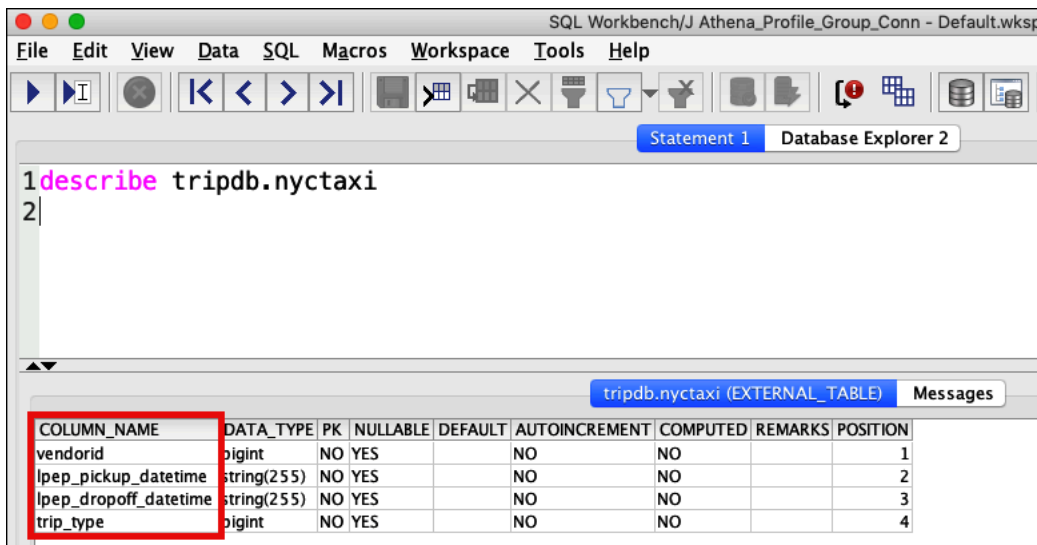 SQL Workbench/J Athena_Profile_Group_Conn - Default.wksp
File Edit View Data SQL Macros Workspace Tools Help
Statement 1 Database Explorer 2
1 describe tripdb.nyctaxi
2
tripdb.nyctaxi (EXTERNAL_TABLE) Messages
COLUMN_NAME DATA_TYPE PK NULLABLE DEFAULT AUTOINCREMENT COMPUTED REMARKS POSITION
vendorid bigint NO YES NO NO 1
lpep_pickup_datetime string(255) NO YES NO NO 2
lpep_dropoff_datetime string(255) NO YES NO NO 3
trip_type bigint NO YES NO NO 4